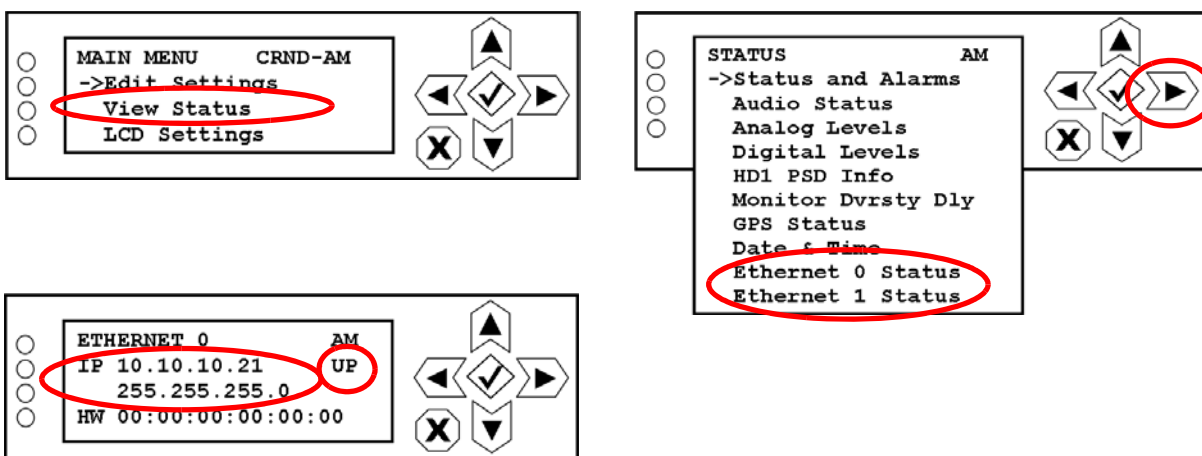 MAIN MENU CRND-AM
->Edit Settings
View Status
LCD Settings
X
STATUS AM
->Status and Alarms
Audio Status
Analog Levels
Digital Levels
HD1 PSD Info
Monitor Dvrsty Dly
GPS Status
Date & Time
Ethernet 0 Status
Ethernet 1 Status
X
ETHERNET 0 AM
IP 10.10.10.21 UP
255.255.255.0
HW 00:00:00:00:00:00
X